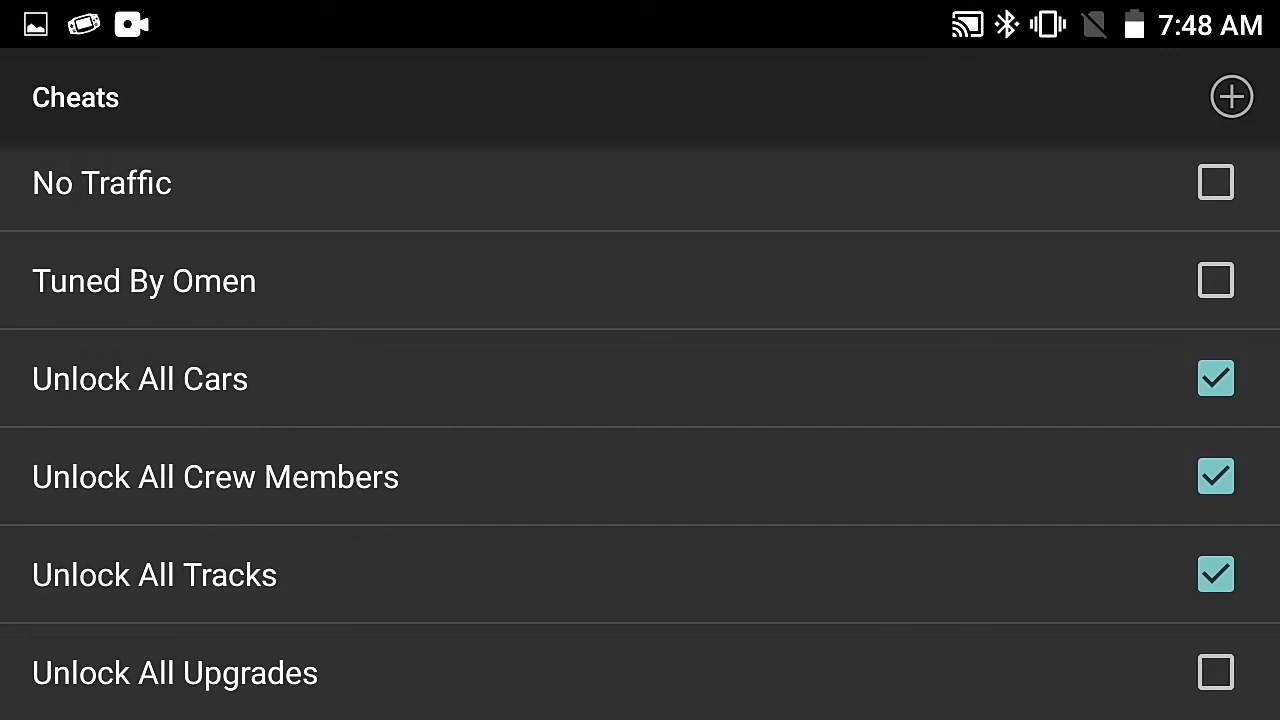 7:48 AM
Cheats
No Traffic
Tuned By Omen
Unlock All Cars
Unlock All Crew Members
Unlock All Tracks
Unlock All Upgrades